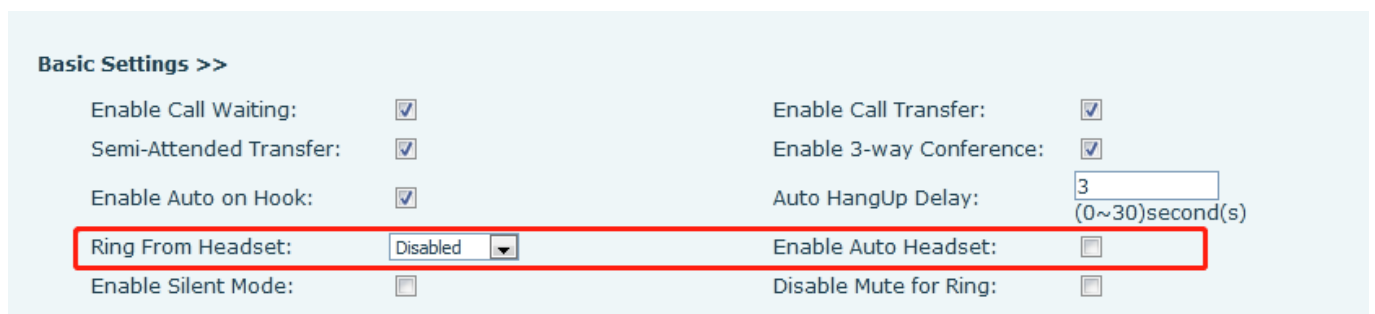 Basic Settings >>
Enable Call Waiting: Enable Call Transfer:
Semi-Attended Transfer: Enable 3-way Conference:
Enable Auto on Hook: Auto HangUp Delay: 3
(0~30)second(s)
Ring From Headset: Disabled Enable Auto Headset:
Enable Silent Mode: Disable Mute for Ring: